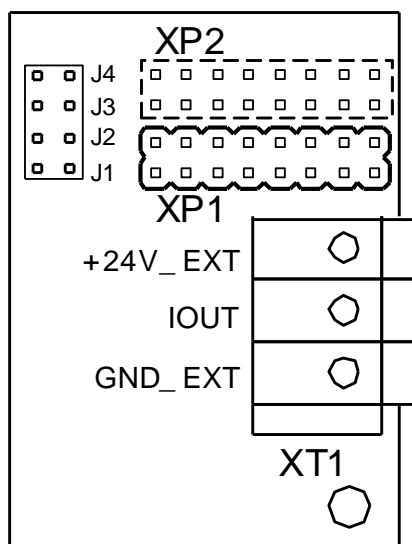 XP2
J4
J3
J2
J1
XP1
+24V_ EXT
IOUT
GND_ EXT
XT1